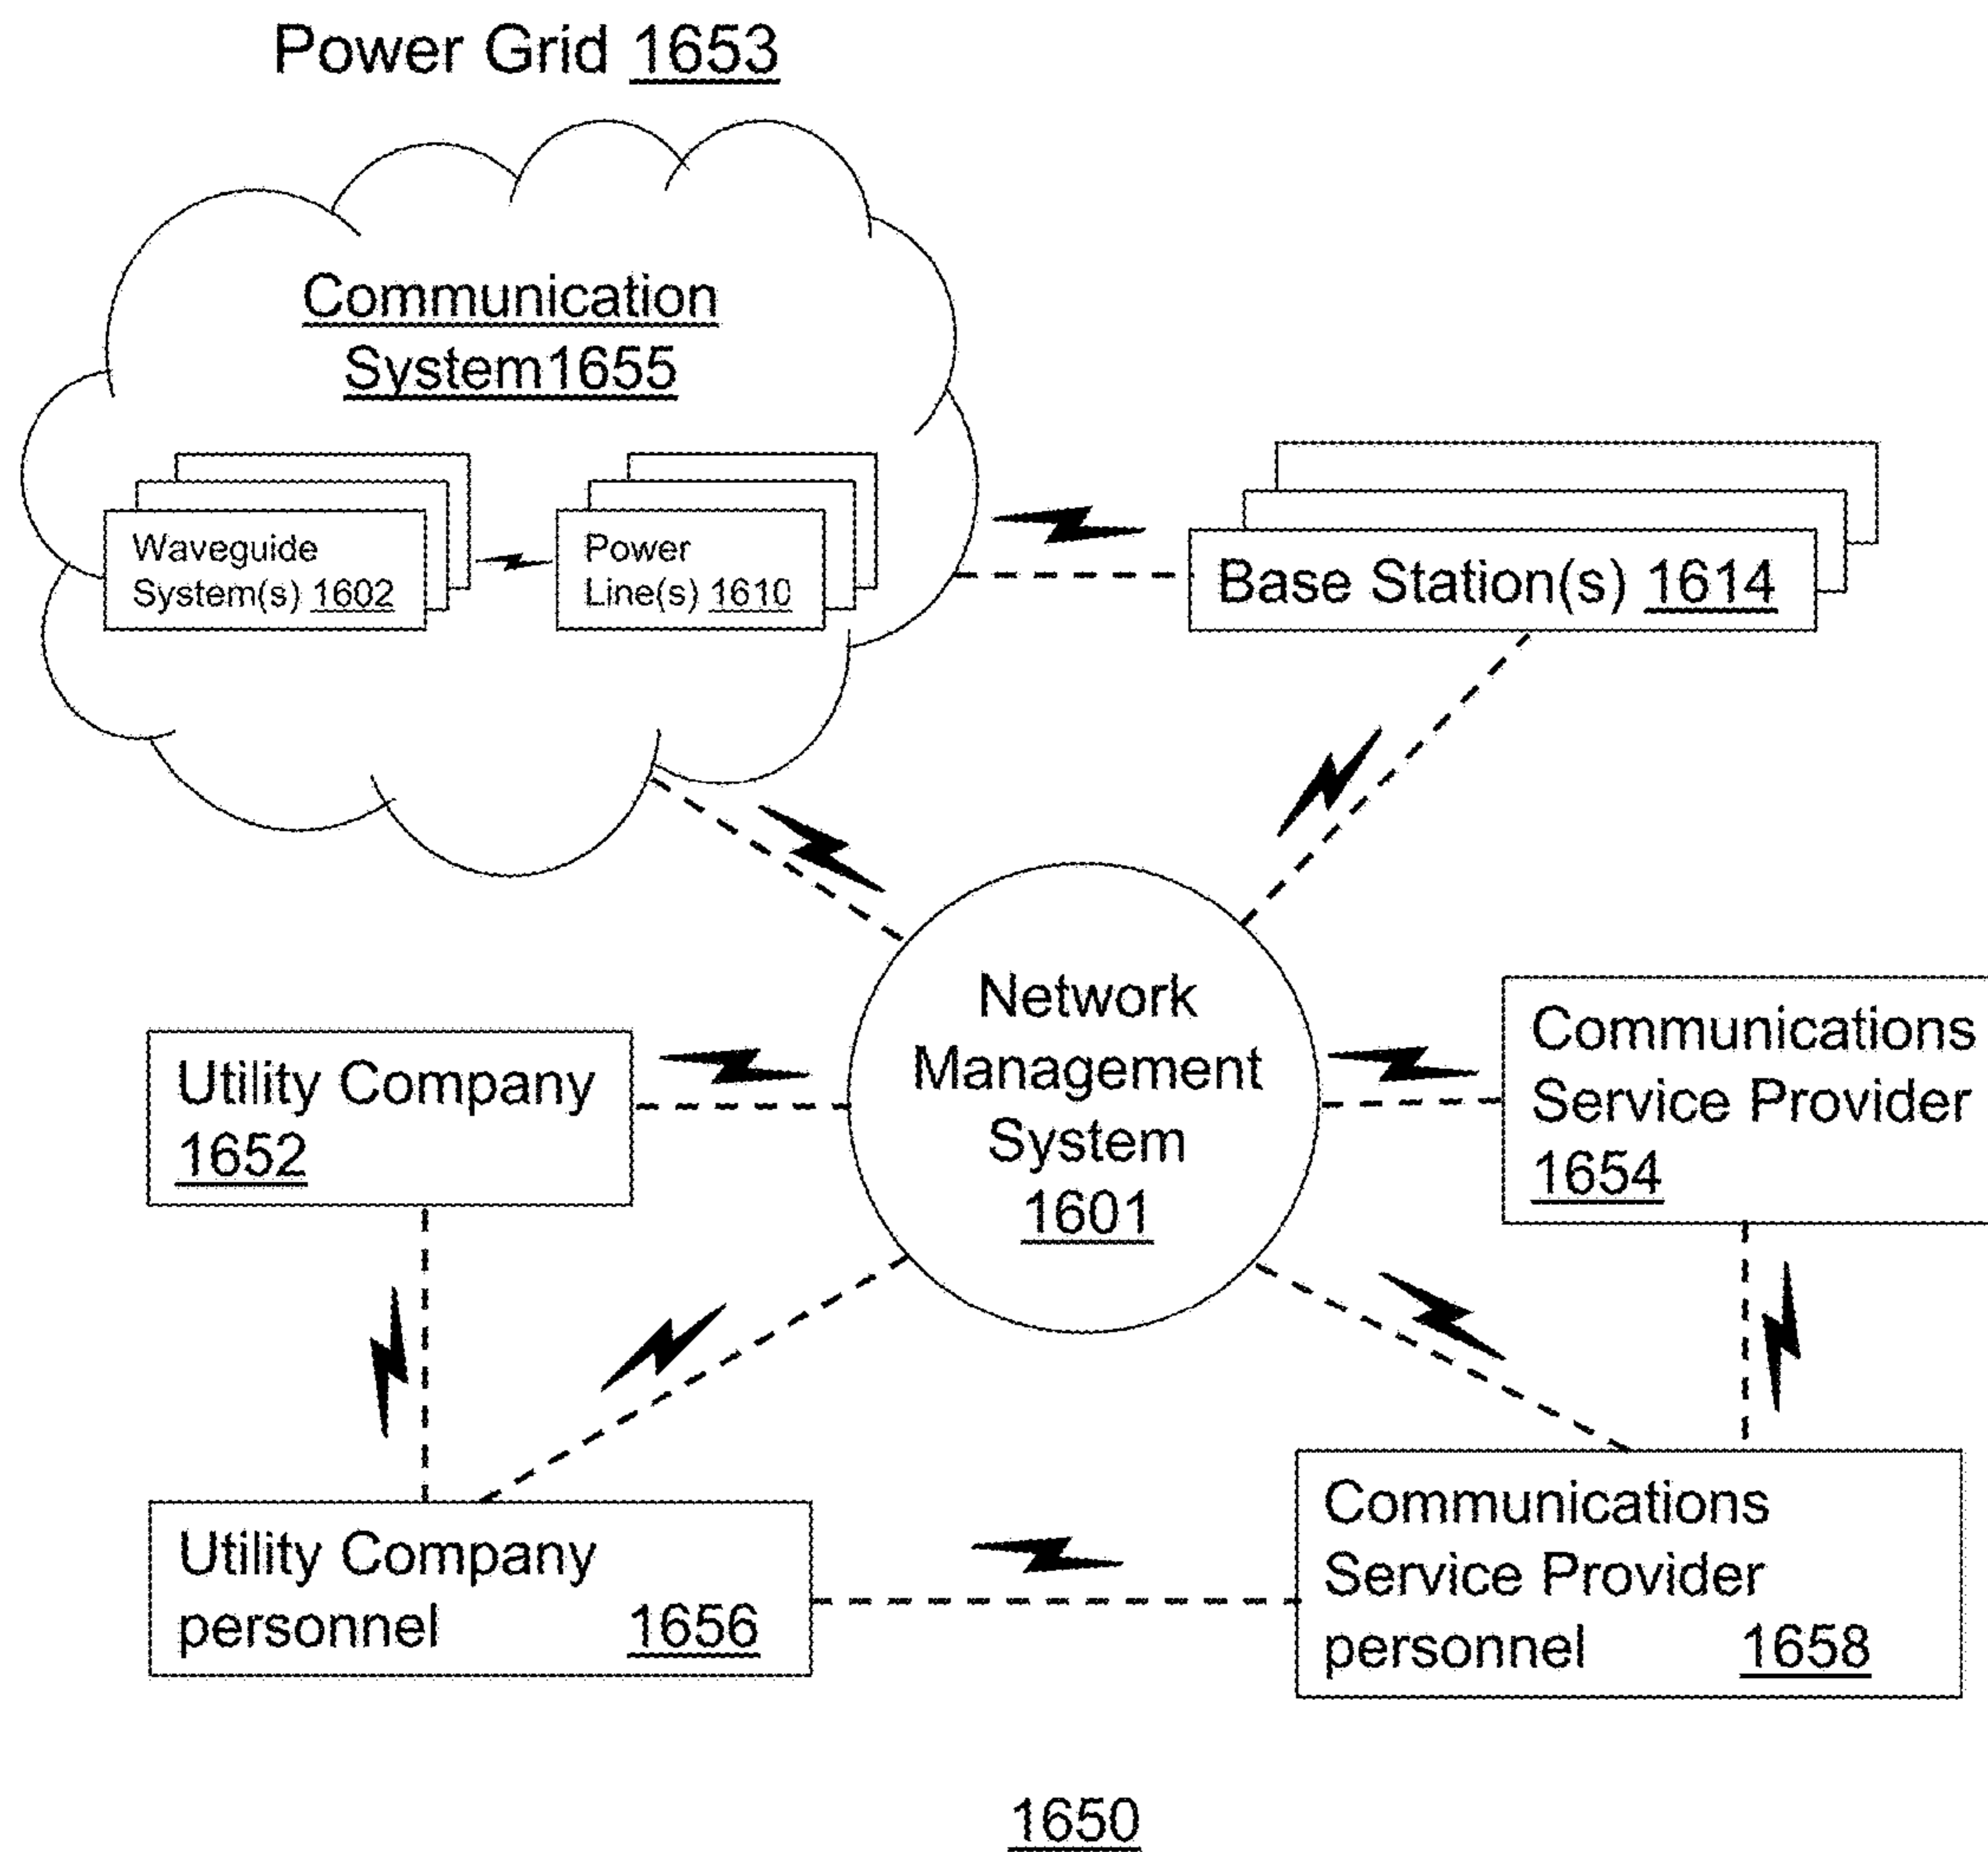 Power Grid 1653
Communication
System1655
Waveguide
System(s) 1602
Power
Line(s) 1610
Base Station(s) 1614
Network
Management
System
1601
Utility Company
1652
Communications
Service Provider
1654
Utility Company
personnel 1656
Communications
Service Provider
personnel 1658
1650